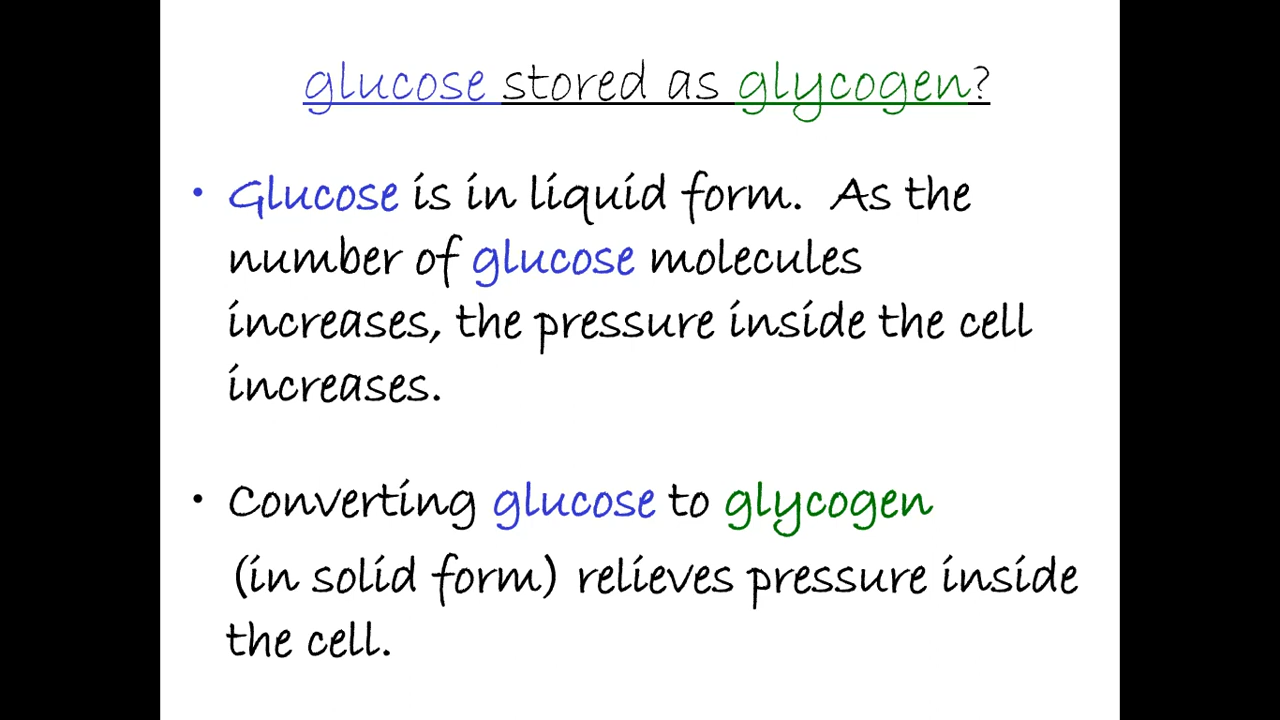 glucose stored as glycogen?
• Glucose is in liquid form. As the
number of glucose molecules
increases, the pressure inside the cell
increases.
• Converting glucose to glycogen
(in solid form) relieves pressure inside
the cell.